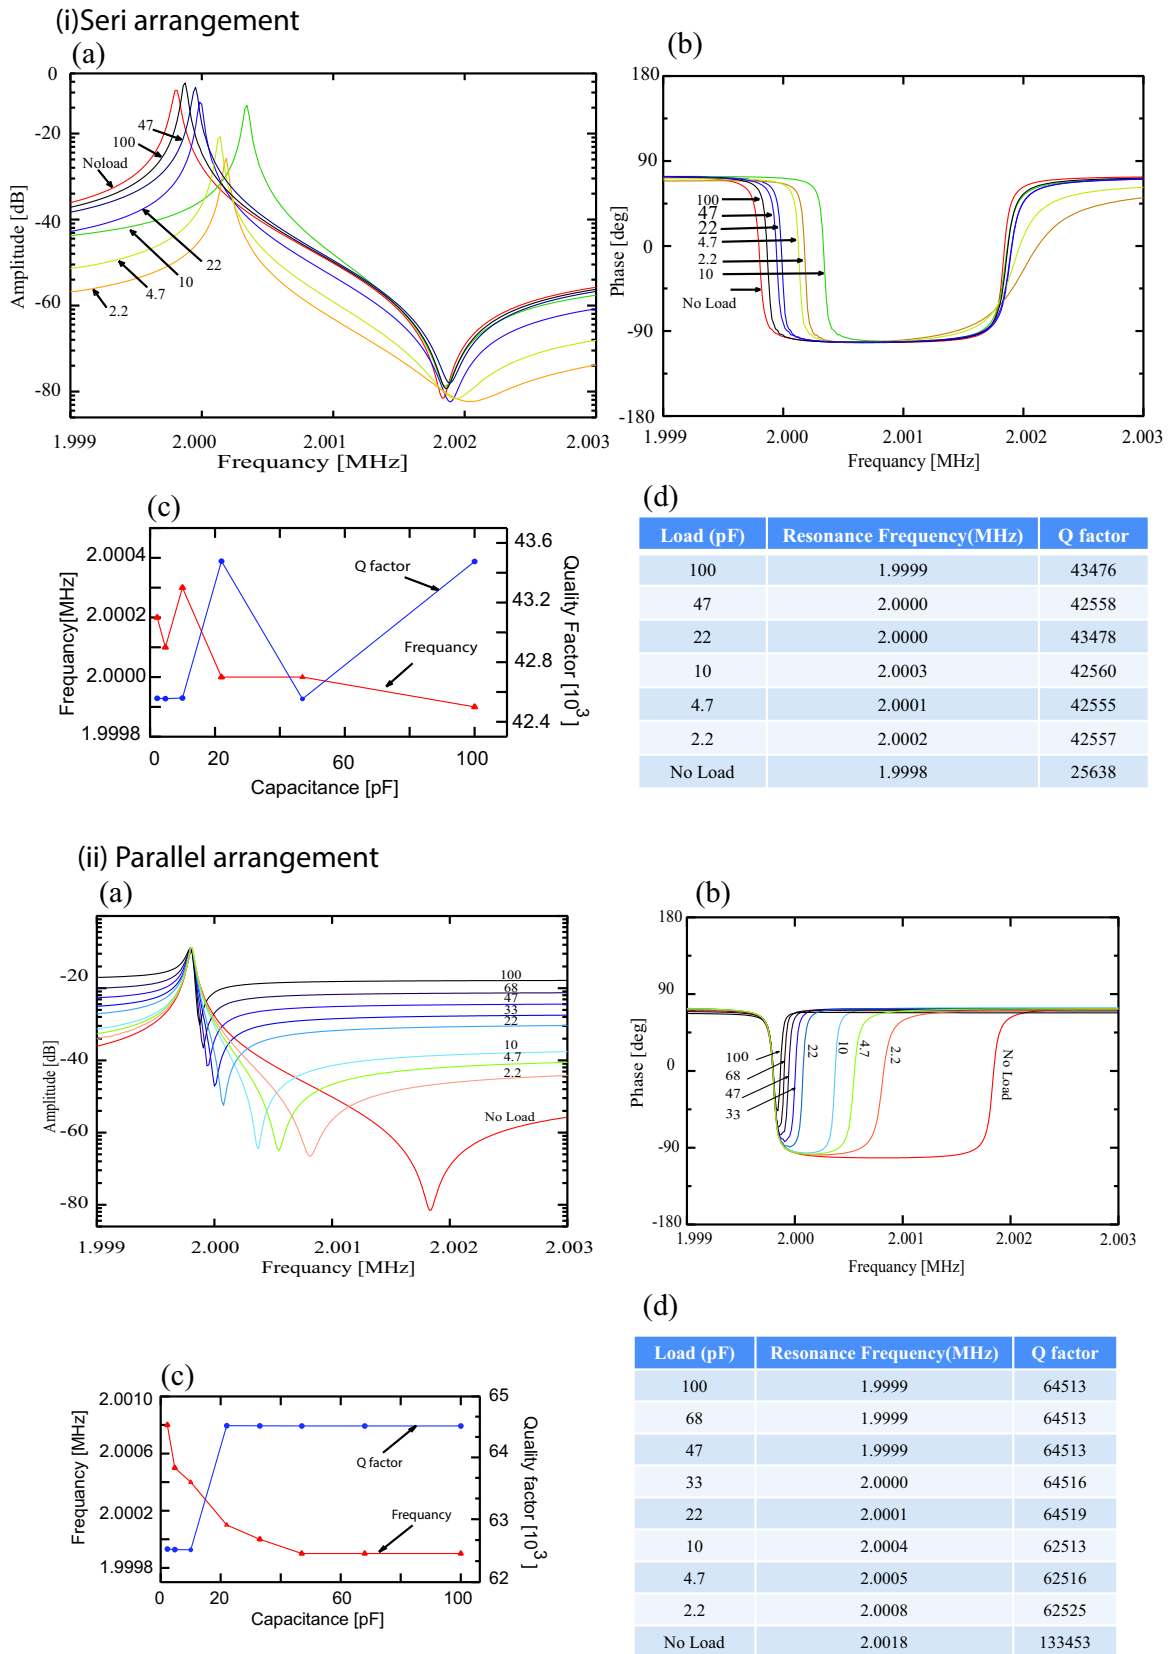 (i)Seri arrangement
(a)
0
-20
-40
-60
-80
Amplitude [dB]
47
100
Noload
22
10
4.7
2.2
1.999
2.000
2.001
2.002
2.003
Frequancy [MHz]
(b)
180
90
0
-90
-180
Phase [deg]
100
47
22
4.7
2.2
10
No Load
1.999
2.000
2.001
2.002
2.003
Frequancy [MHz]
(c)
2.0004
2.0002
2.0000
1.9998
Frequancy[MHz]
Q factor
Frequancy
43.6
43.2
42.8
42.4
Quality Factor [10³]
0
20
60
100
Capacitance [pF]
(d)
Load (pF) Resonance Frequency(MHz) Q factor
100 1.9999 43476
47 2.0000 42558
22 2.0000 43478
10 2.0003 42560
4.7 2.0001 42555
2.2 2.0002 42557
No Load 1.9998 25638
(ii) Parallel arrangement
(a)
-20
-40
-60
-80
Amplitude [dB]
100
68
47
33
22
10
4.7
2.2
No Load
1.999
2.000
2.001
2.002
2.003
Frequancy [MHz]
(b)
180
90
0
-90
-180
Phase [deg]
100
68
47
33
22
10
4.7
2.2
No Load
1.999
2.000
2.001
2.002
2.003
Frequancy [MHz]
(c)
2.0010
2.0006
2.0002
1.9998
Frequancy [MHz]
Q factor
Frequancy
65
64
63
62
Quality factor [10³]
0
20
40
60
80
100
Capacitance [pF]
(d)
Load (pF) Resonance Frequency(MHz) Q factor
100 1.9999 64513
68 1.9999 64513
47 1.9999 64513
33 2.0000 64516
22 2.0001 64519
10 2.0004 62513
4.7 2.0005 62516
2.2 2.0008 62525
No Load 2.0018 133453